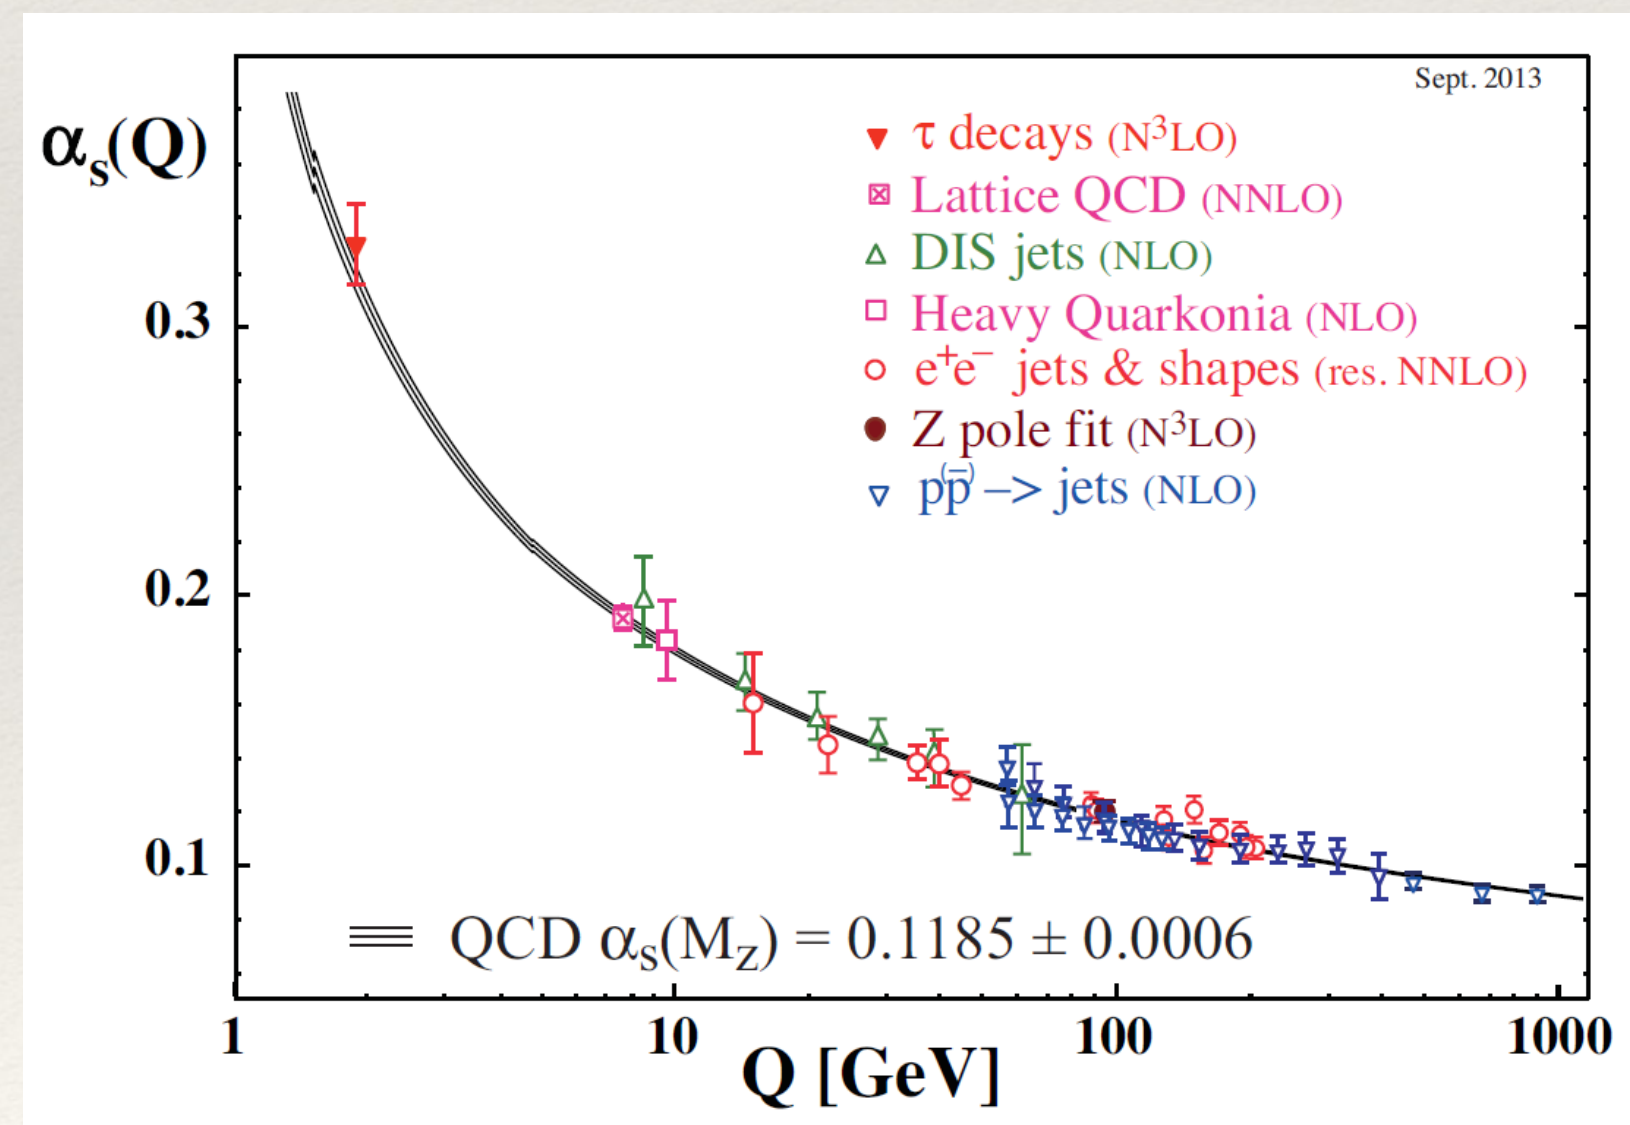 Sept. 2013
αs(Q)
τ decays (N³LO)
Lattice QCD (NNLO)
DIS jets (NLO)
Heavy Quarkonia (NLO)
e⁺e⁻ jets & shapes (res. NNLO)
Z pole fit (N³LO)
pp̄ –> jets (NLO)
0.3
0.2
0.1
QCD αs(Mz) = 0.1185 ± 0.0006
1 10 100 1000
Q [GeV]